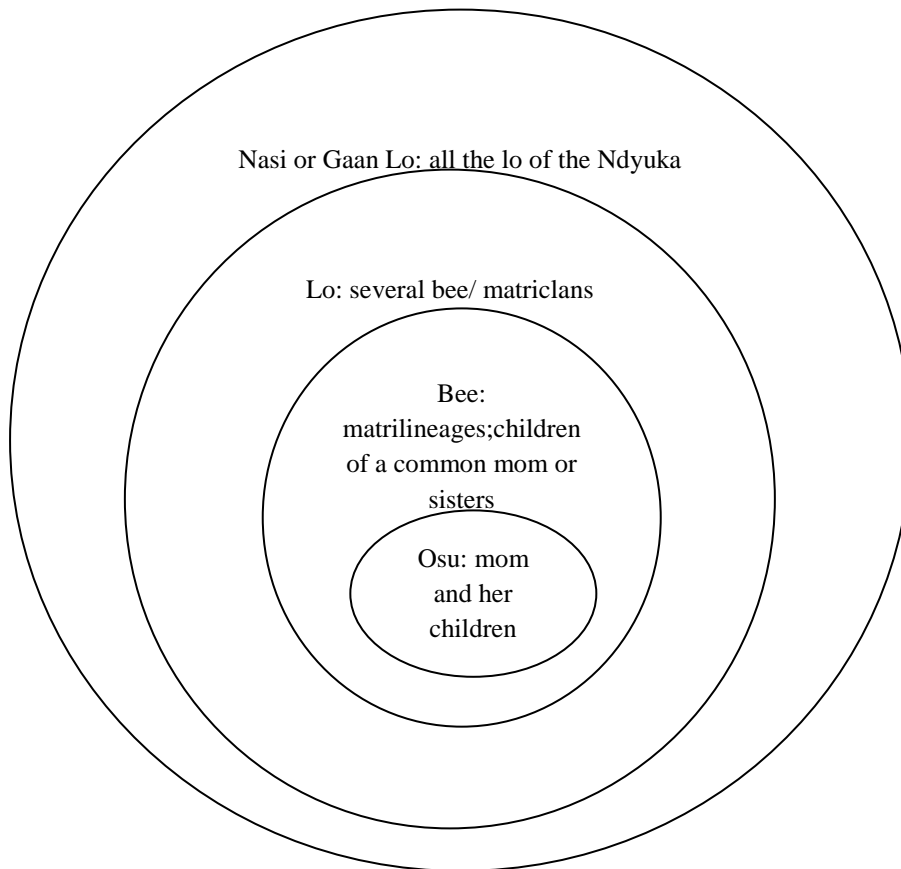 Nasi or Gaan Lo: all the lo of the Ndyuka
Lo: several bee/ matriclans
Bee:
matrilineages;children
of a common mom or
sisters
Osu: mom
and her
children